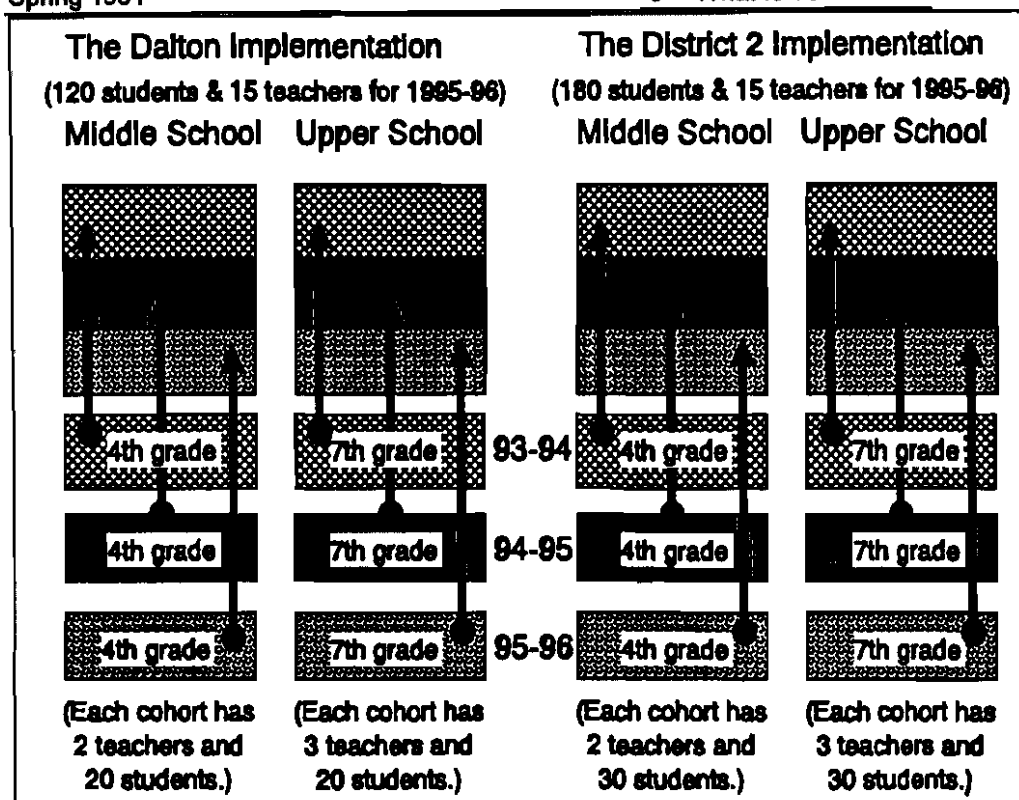 The Dalton Implementation
(120 students & 15 teachers for 1995-96)
Middle School Upper School
The District 2 Implementation
(180 students & 15 teachers for 1995-96)
Middle School Upper School
4th grade 7th grade 93-94 4th grade 7th grade
4th grade 7th grade 94-95 4th grade 7th grade
4th grade 7th grade 95-96 4th grade 7th grade
(Each cohort has
2 teachers and
20 students.)
(Each cohort has
3 teachers and
20 students.)
(Each cohort has
2 teachers and
30 students.)
(Each cohort has
3 teachers and
30 students.)